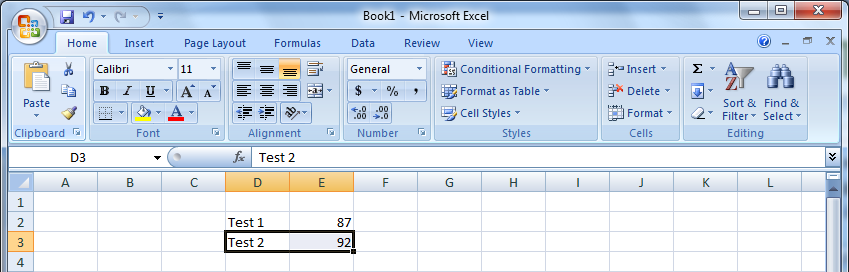 Book1 - Microsoft Excel
Home Insert Page Layout Formulas Data Review View
Calibri 11 General Conditional Formatting Insert Σ
Paste B I U A A $ % , Format as Table Delete Sort & Find &
A .00 .0 Cell Styles Format Filter Select
Clipboard Font Alignment Number Styles Cells Editing
D3 fx Test 2
A B C D E F G H I J K L
1
2 Test 1 87
3 Test 2 92
4